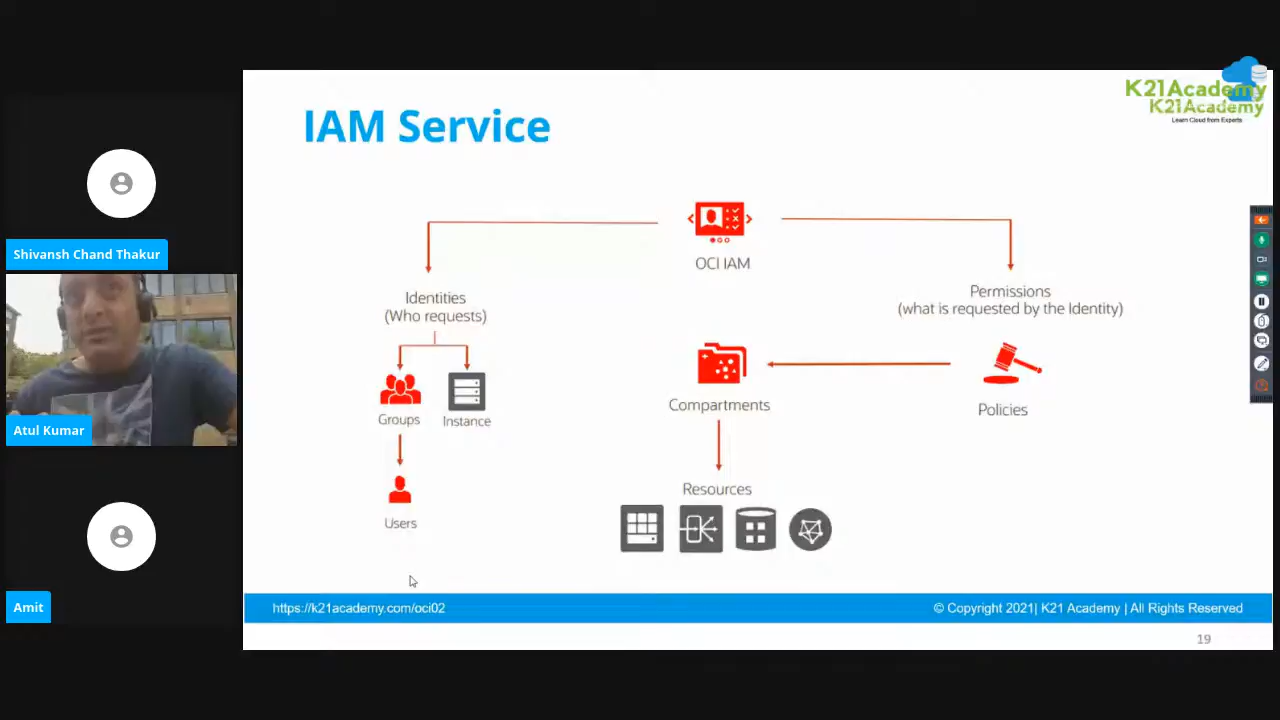 K21Academy
K21Academy
Learn Cloud from Experts
IAM Service
OCI IAM
Identities
(Who requests)
Permissions
(what is requested by the Identity)
Groups
Instance
Compartments
Policies
Users
Resources
Shivansh Chand Thakur
Atul Kumar
Amit
https://k21academy.com/oci02
© Copyright 2021| K21 Academy | All Rights Reserved
19